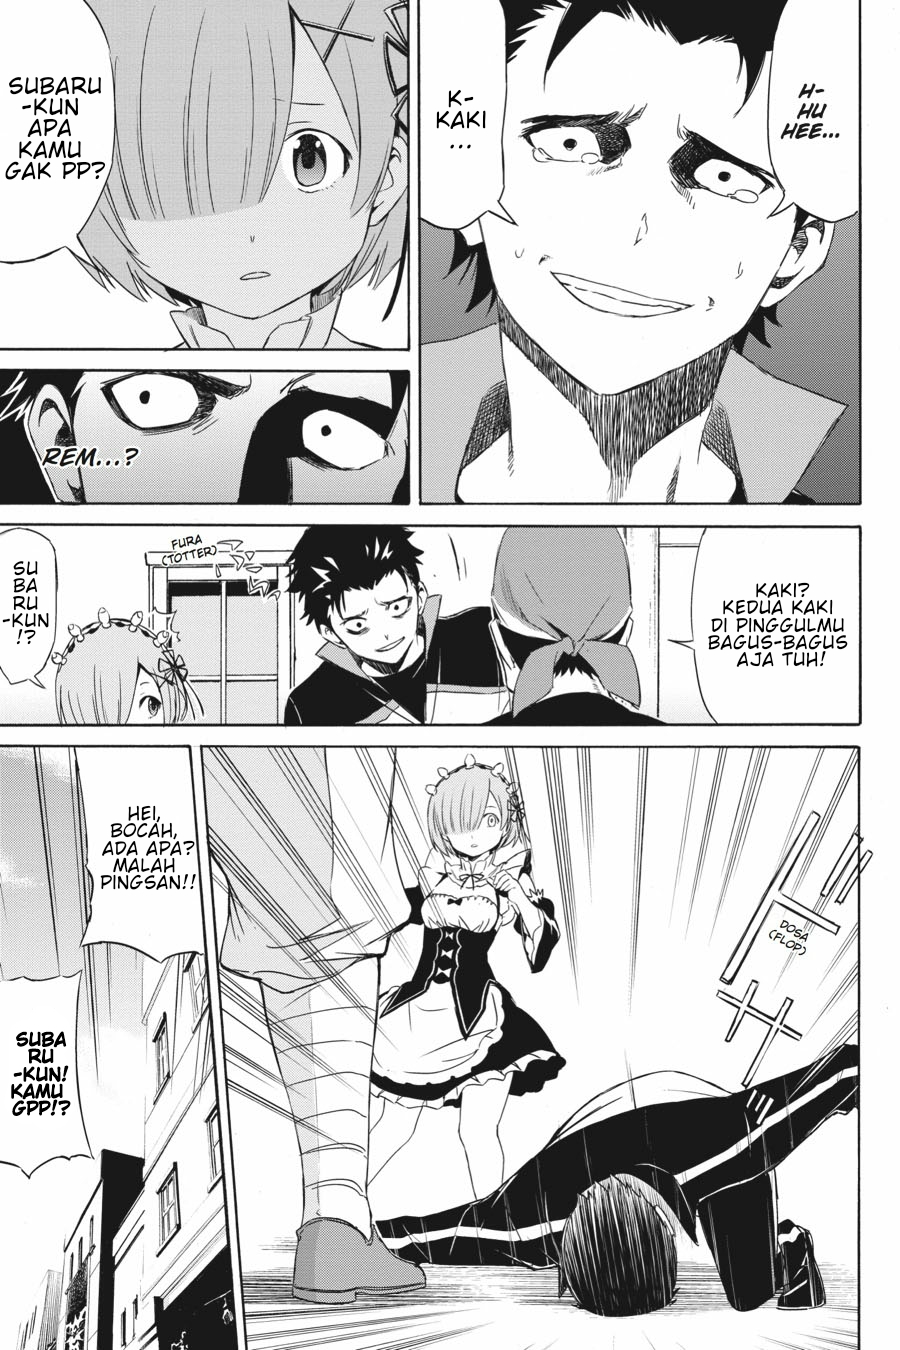 H-
HU
HEE...
K-
KAKI
...
SUBARU
-KUN
APA
KAMU
GAK PP?
REM...?
KAKI?
KEDUA KAKI
DI PINGGULMU
BAGUS-BAGUS
AJA TUH!
FURA
(TOTTER)
SU
BA
RU
-KUN
!?
DOSA
(FLOP)
HEI,
BOCAH,
ADA APA?
MALAH
PINGSAN!!
SUBA
RU
-KUN!
KAMU
GPP!?